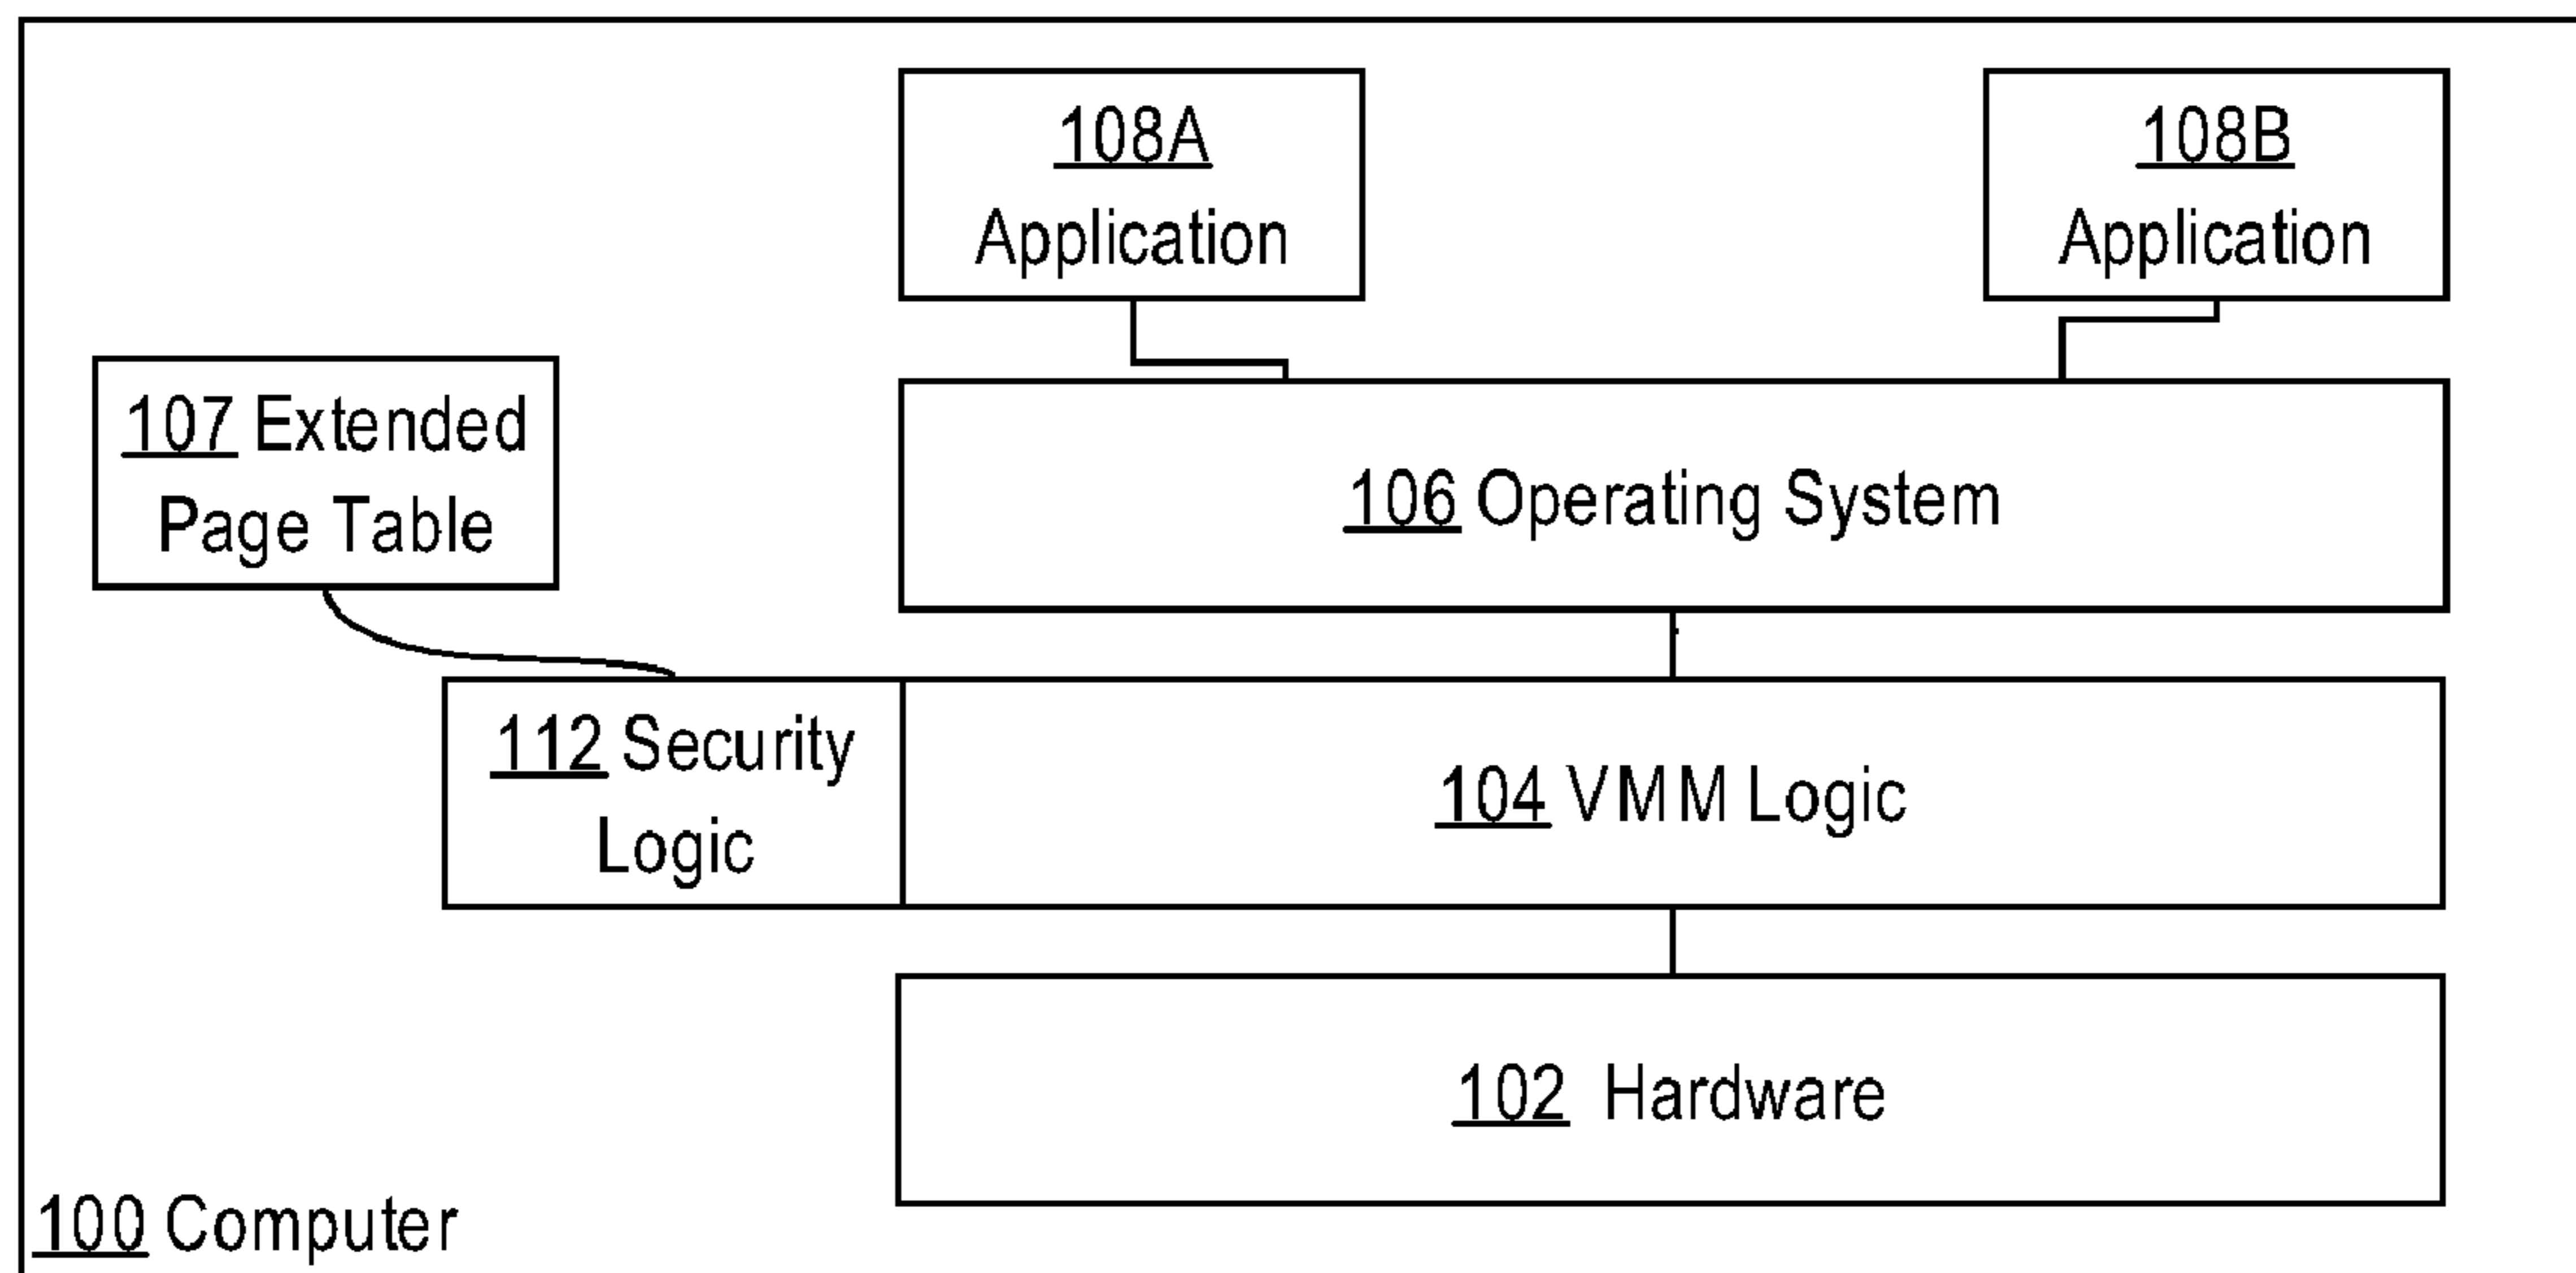 108A
Application
108B
Application
107 Extended
Page Table
106 Operating System
112 Security
Logic
104 VMM Logic
102 Hardware
100 Computer